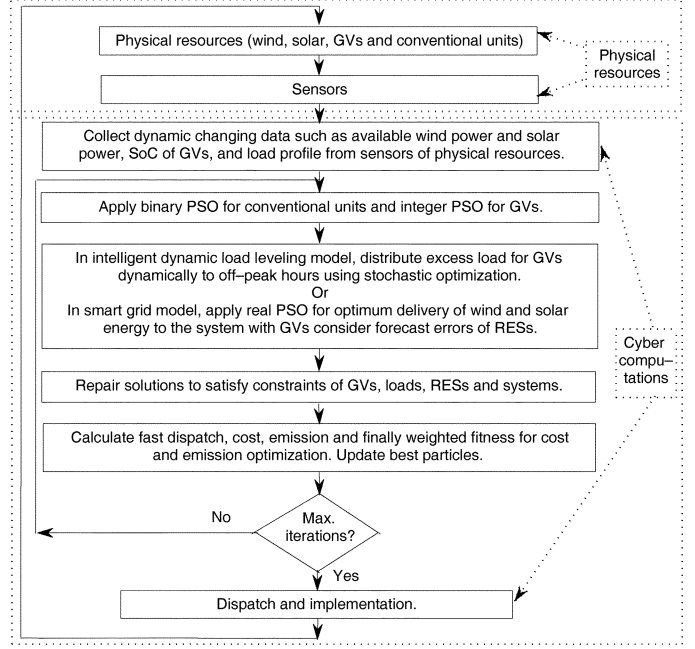 Physical resources (wind, solar, GVs and conventional units)
Physical
resources
Sensors
Collect dynamic changing data such as available wind power and solar
power, SoC of GVs, and load profile from sensors of physical resources.
Apply binary PSO for conventional units and integer PSO for GVs.
In intelligent dynamic load leveling model, distribute excess load for GVs
dynamically to off–peak hours using stochastic optimization.
Or
In smart grid model, apply real PSO for optimum delivery of wind and solar
energy to the system with GVs consider forecast errors of RESs.
Cyber
compu–
tations
Repair solutions to satisfy constraints of GVs, loads, RESs and systems.
Calculate fast dispatch, cost, emission and finally weighted fitness for cost
and emission optimization. Update best particles.
No
Max.
iterations?
Yes
Dispatch and implementation.